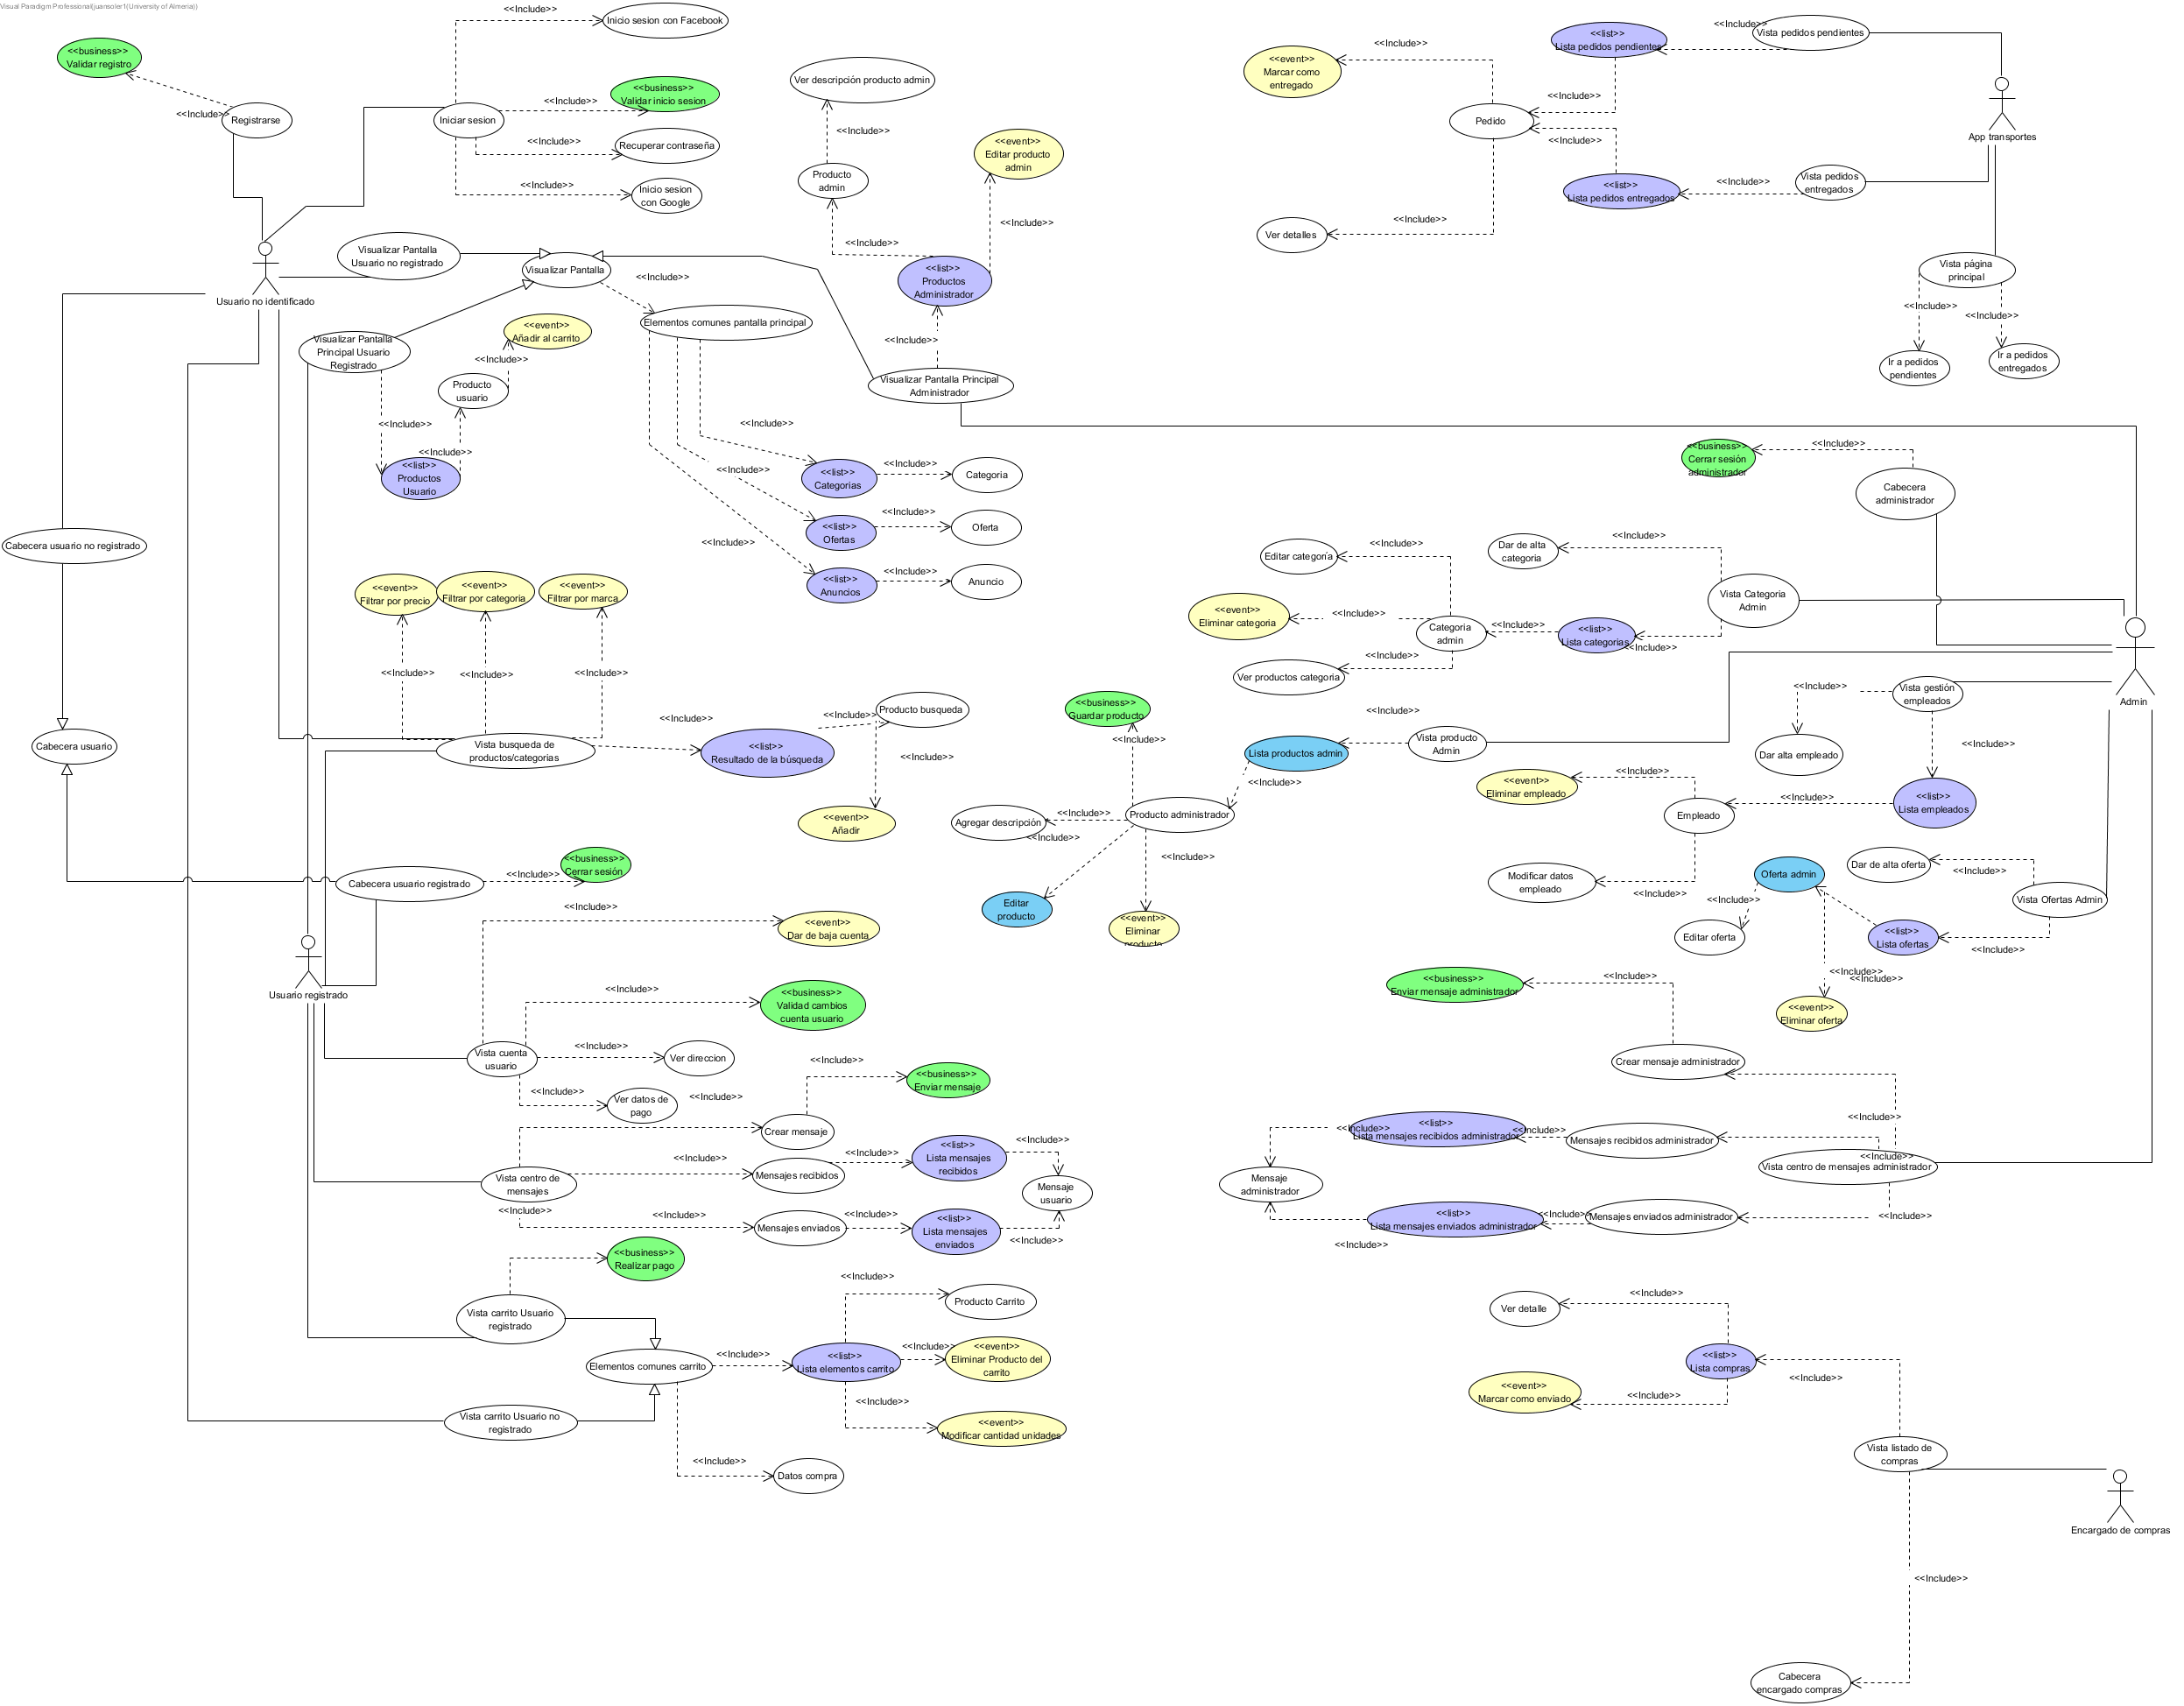 Visual Paradigm Professional(juansoler1(University of Almeria))
<<Include>>
Inicio sesion con Facebook
<<business>>
Validar registro
<<Include>>
Registrarse
Iniciar sesion
<<business>>
Validar inicio sesion
<<Include>>
Recuperar contraseña
<<Include>>
Inicio sesion
con Google
<<Include>>
Usuario no identificado
Visualizar Pantalla
Usuario no registrado
Visualizar Pantalla
<<Include>>
Elementos comunes pantalla principal
Visualizar Pantalla
Principal Usuario
Registrado
<<event>>
Añadir al carrito
<<Include>>
Producto
usuario
<<Include>>
<<Include>>
<<list>>
Productos
Usuario
Ver descripción producto admin
<<Include>>
Producto
admin
<<event>>
Editar producto
admin
<<Include>>
<<Include>>
<<list>>
Productos
Administrador
<<Include>>
Visualizar Pantalla Principal
Administrador
<<Include>>
<<list>>
Categorias
<<Include>>
Categoria
<<Include>>
<<list>>
Ofertas
<<Include>>
Oferta
<<Include>>
<<list>>
Anuncios
<<Include>>
Anuncio
<<event>>
Marcar como
entregado
<<Include>>
<<list>>
Lista pedidos pendientes
<<Include>>
Vista pedidos pendientes
<<Include>>
Pedido
<<Include>>
<<list>>
Lista pedidos entregados
<<Include>>
Vista pedidos
entregados
App transportes
<<Include>>
Ver detalles
Vista página
principal
<<Include>>
<<Include>>
Ir a pedidos
pendientes
Ir a pedidos
entregados
Cabecera usuario no registrado
Cabecera usuario
<<event>>
Filtrar por precio
<<event>>
Filtrar por categoria
<<event>>
Filtrar por marca
<<Include>>
<<Include>>
<<Include>>
Vista busqueda de
productos/categorias
<<Include>>
<<list>>
Resultado de la búsqueda
<<Include>>
Producto busqueda
<<Include>>
<<event>>
Añadir
<<business>>
Cerrar sesión
administrador
<<Include>>
Cabecera
administrador
Editar categoría
<<Include>>
Dar de alta
categoria
<<Include>>
Vista Categoria
Admin
<<event>>
Eliminar categoria
<<Include>>
Categoria
admin
<<Include>>
<<list>>
Lista categorias
<<Include>>
Ver productos categoria
<<Include>>
Admin
<<business>>
Guardar producto
<<Include>>
Lista productos admin
<<Include>>
Vista producto
Admin
<<Include>>
Producto administrador
Agregar descripción
<<Include>>
<<Include>>
<<Include>>
Editar
producto
<<event>>
Eliminar
producto
Vista gestión
empleados
<<Include>>
Dar alta empleado
<<Include>>
<<event>>
Eliminar empleado
<<Include>>
<<list>>
Lista empleados
<<Include>>
Empleado
Modificar datos
empleado
<<Include>>
Oferta admin
Dar de alta oferta
<<Include>>
Vista Ofertas Admin
<<Include>>
Editar oferta
<<list>>
Lista ofertas
<<Include>>
<<Include>>
<<Include>>
<<event>>
Eliminar oferta
Cabecera usuario registrado
<<Include>>
<<business>>
Cerrar sesión
Usuario registrado
<<Include>>
<<event>>
Dar de baja cuenta
<<Include>>
<<business>>
Validad cambios
cuenta usuario
Vista cuenta
usuario
<<Include>>
Ver direccion
<<Include>>
Ver datos de
pago
<<Include>>
Crear mensaje
<<Include>>
<<business>>
Enviar mensaje
Vista centro de
mensajes
<<Include>>
Mensajes recibidos
<<Include>>
<<list>>
Lista mensajes
recibidos
<<Include>>
Mensaje
usuario
<<Include>>
<<Include>>
Mensajes enviados
<<Include>>
<<list>>
Lista mensajes
enviados
<<Include>>
<<business>>
Realizar pago
Vista carrito Usuario
registrado
Elementos comunes carrito
<<Include>>
<<list>>
Lista elementos carrito
<<Include>>
Producto Carrito
<<Include>>
<<event>>
Eliminar Producto del
carrito
<<Include>>
<<event>>
Modificar cantidad unidades
Vista carrito Usuario no
registrado
<<Include>>
Datos compra
<<business>>
Enviar mensaje administrador
<<Include>>
Crear mensaje administrador
<<Include>>
<<list>>
Lista mensajes recibidos administrador
<<Include>>
<<Include>>
Mensajes recibidos administrador
<<Include>>
Vista centro de mensajes administrador
Mensaje
administrador
<<list>>
Lista mensajes enviados administrador
<<Include>>
Mensajes enviados administrador
<<Include>>
<<Include>>
Ver detalle
<<Include>>
<<list>>
Lista compras
<<Include>>
<<event>>
Marcar como enviado
<<Include>>
Vista listado de
compras
Encargado de compras
<<Include>>
Cabecera
encargado compras